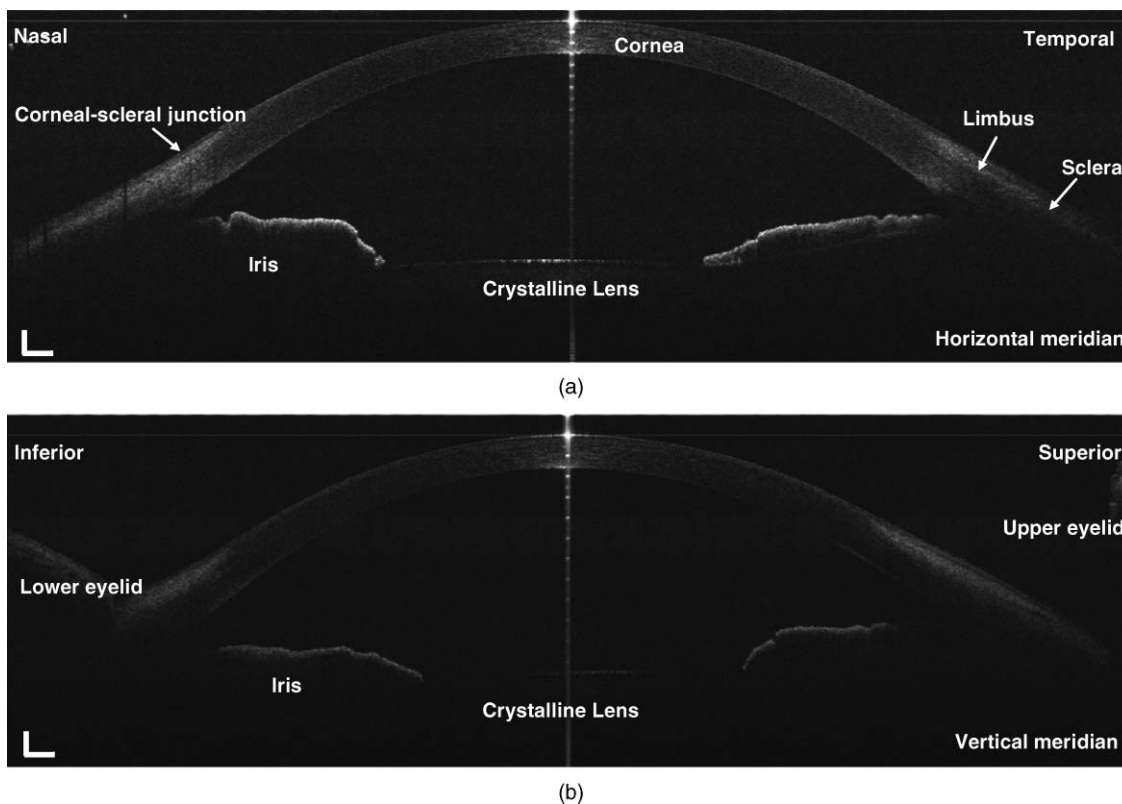 Nasal
Cornea
Temporal
Corneal-scleral junction
Limbus
Sclera
Iris
Crystalline Lens
Horizontal meridian
(a)
Inferior
Superior
Upper eyelid
Lower eyelid
Iris
Crystalline Lens
Vertical meridian
(b)